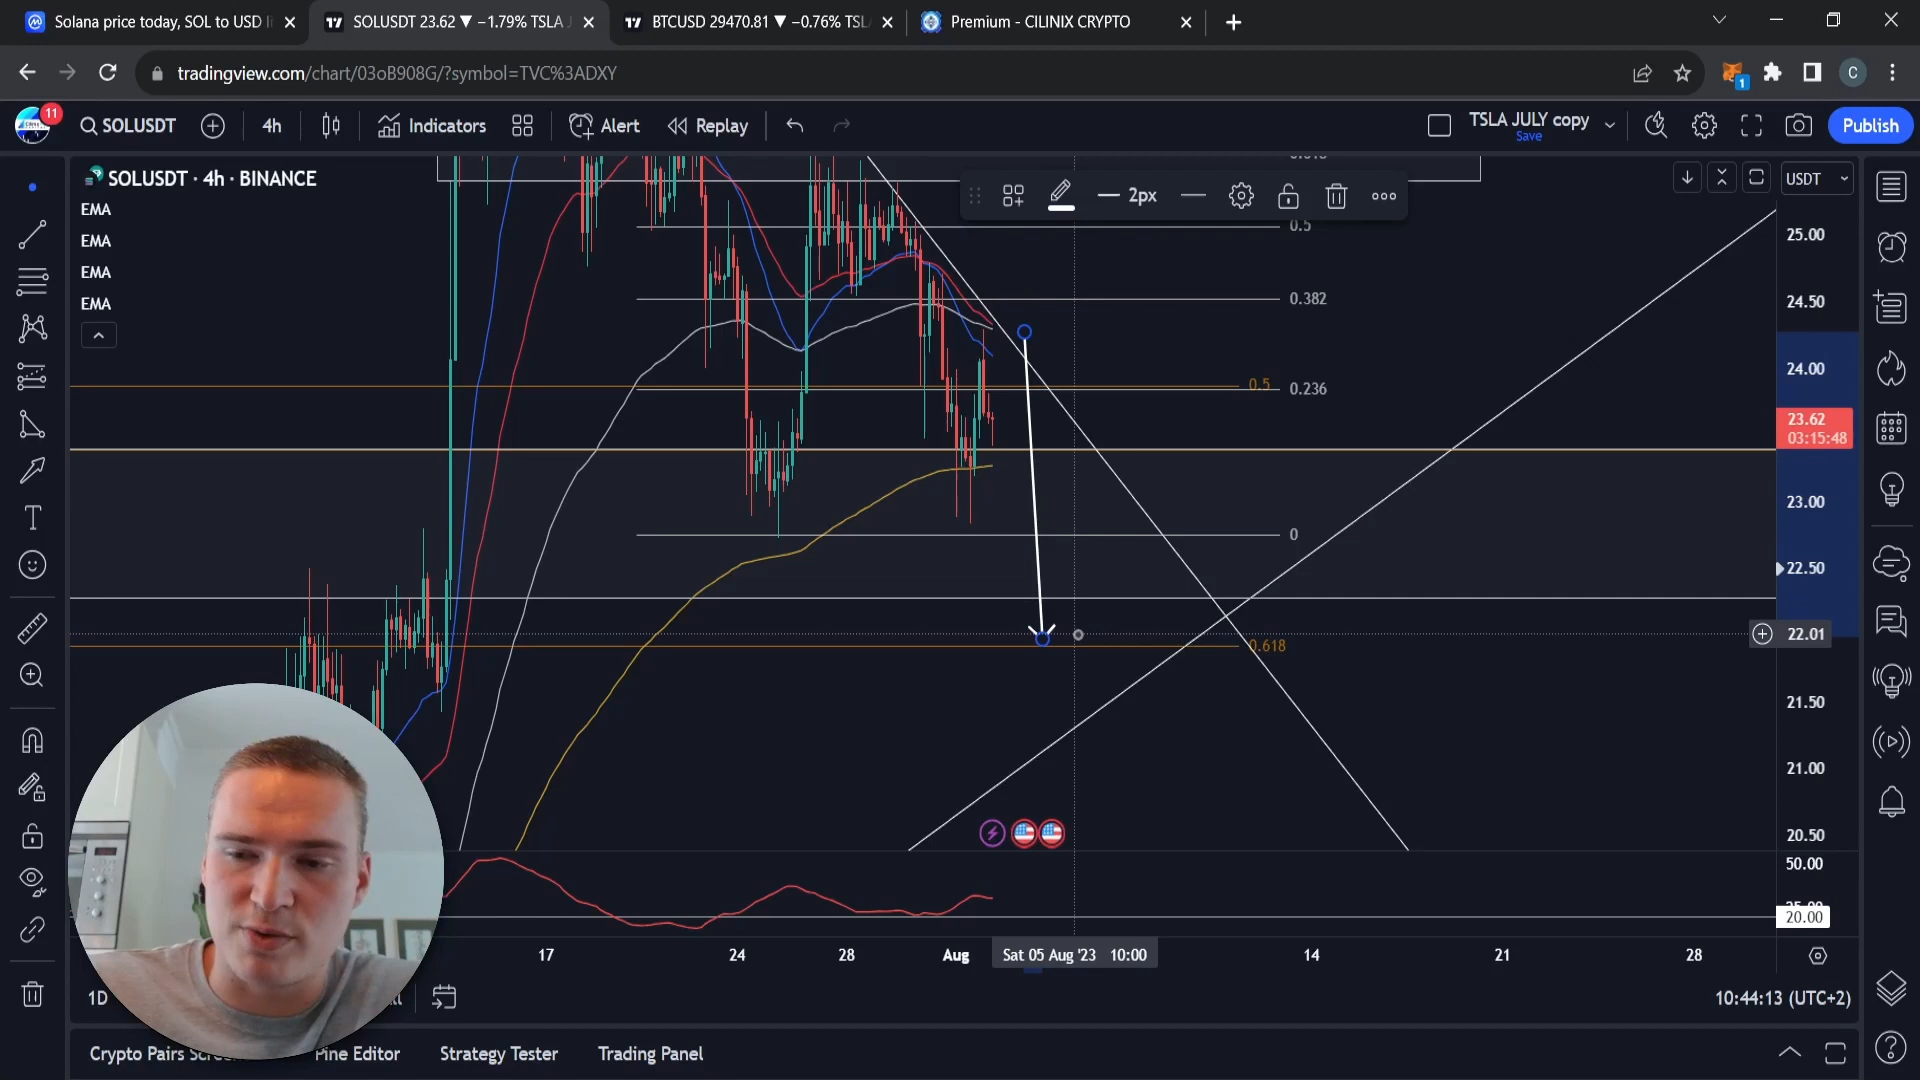 Solana price today, SOL to USD li
SOLUSDT 23.62 ▼ −1.79% TSLA J
BTCUSD 29470.81 ▼ −0.76% TSL
Premium - CILINIX CRYPTO
tradingview.com/chart/03oB908G/?symbol=TVC%3ADXY
1
C
11
SOLUSDT
4h
Indicators
Alert
Replay
TSLA JULY copy
Save
Publish
SOLUSDT · 4h · BINANCE
EMA
EMA
EMA
EMA
2px
USDT
0.5
0.382
0.5
0.236
0
0.618
25.00
24.50
24.00
23.62
03:15:48
23.00
22.50
22.01
21.50
21.00
20.50
50.00
20.00
17
24
28
Aug
Sat 05 Aug '23 10:00
14
21
28
1D
10:44:13 (UTC+2)
Crypto Pairs
Pine Editor
Strategy Tester
Trading Panel